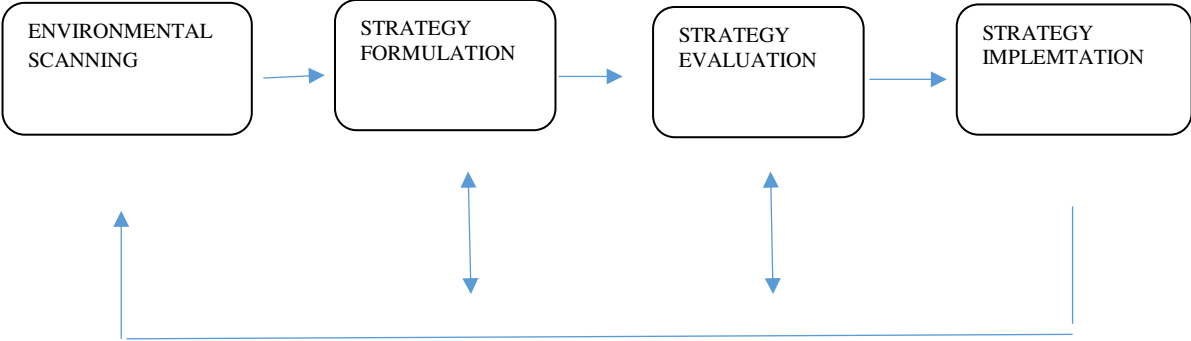 ENVIRONMENTAL
SCANNING
STRATEGY
FORMULATION
STRATEGY
EVALUATION
STRATEGY
IMPLEMTATION